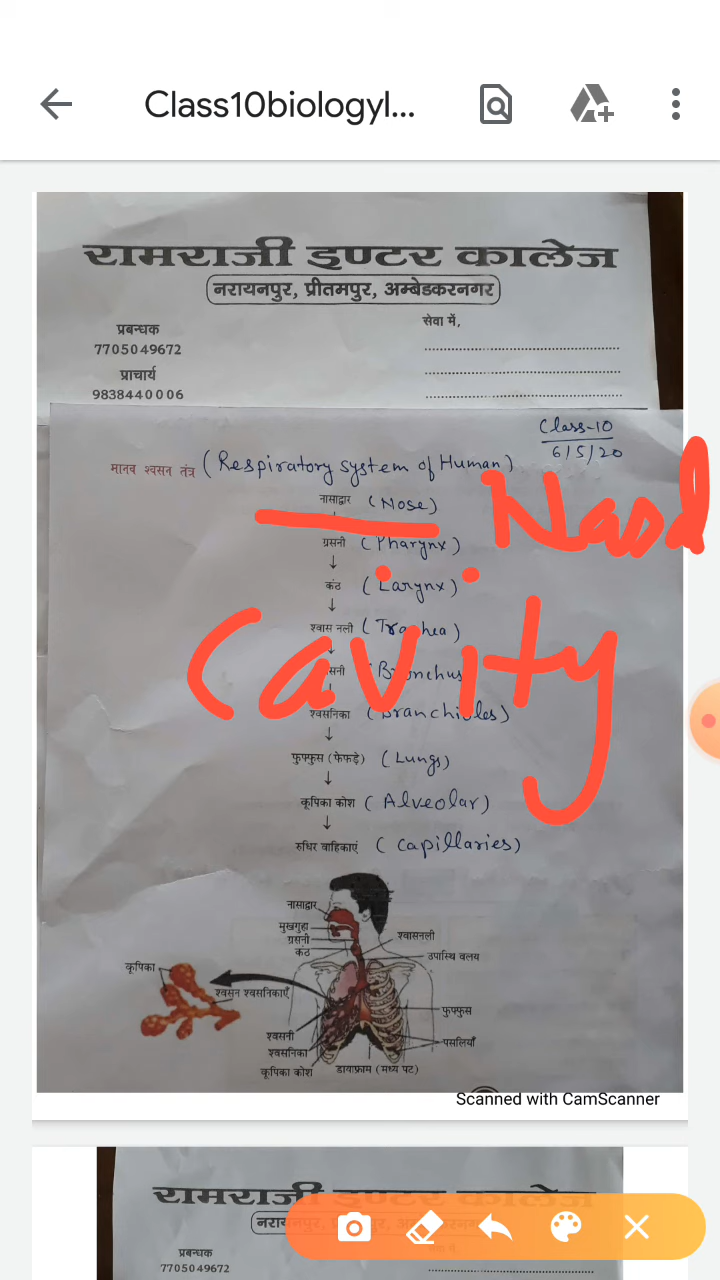 Class10biologyl...
रामराजी इण्टर कालेज
नरायनपुर, प्रीतमपुर, अम्बेडकरनगर
प्रबन्धक
7705049672
प्राचार्य
9838440006
सेवा में,
Class-10
6/5/20
मानव श्वसन तंत्र (Respiratory system of Human)
नासाद्वार (Nose)
Nasal
ग्रसनी (Pharynx)
↓
कंठ (Larynx)
↓
श्वास नली
Cavity
श्वसनिका
↓
फुफ्फुस (फेफड़े) (Lungs)
↓
कूपिका कोश (Alveolar)
↓
रुधिर वाहिकाएं (Capillaries)
नासाद्वार
मुखगुहा
ग्रसनी
कंठ
श्वासनली
उपास्थि वलय
कूपिका
श्वसन श्वसनिकाएँ
फुफ्फुस
श्वसनी
पसलियाँ
श्वसनिका
कूपिका कोश
डायाफ्राम (मध्य पट)
Scanned with CamScanner
रामराजी इण्टर कालेज
प्रबन्धक
7705049672